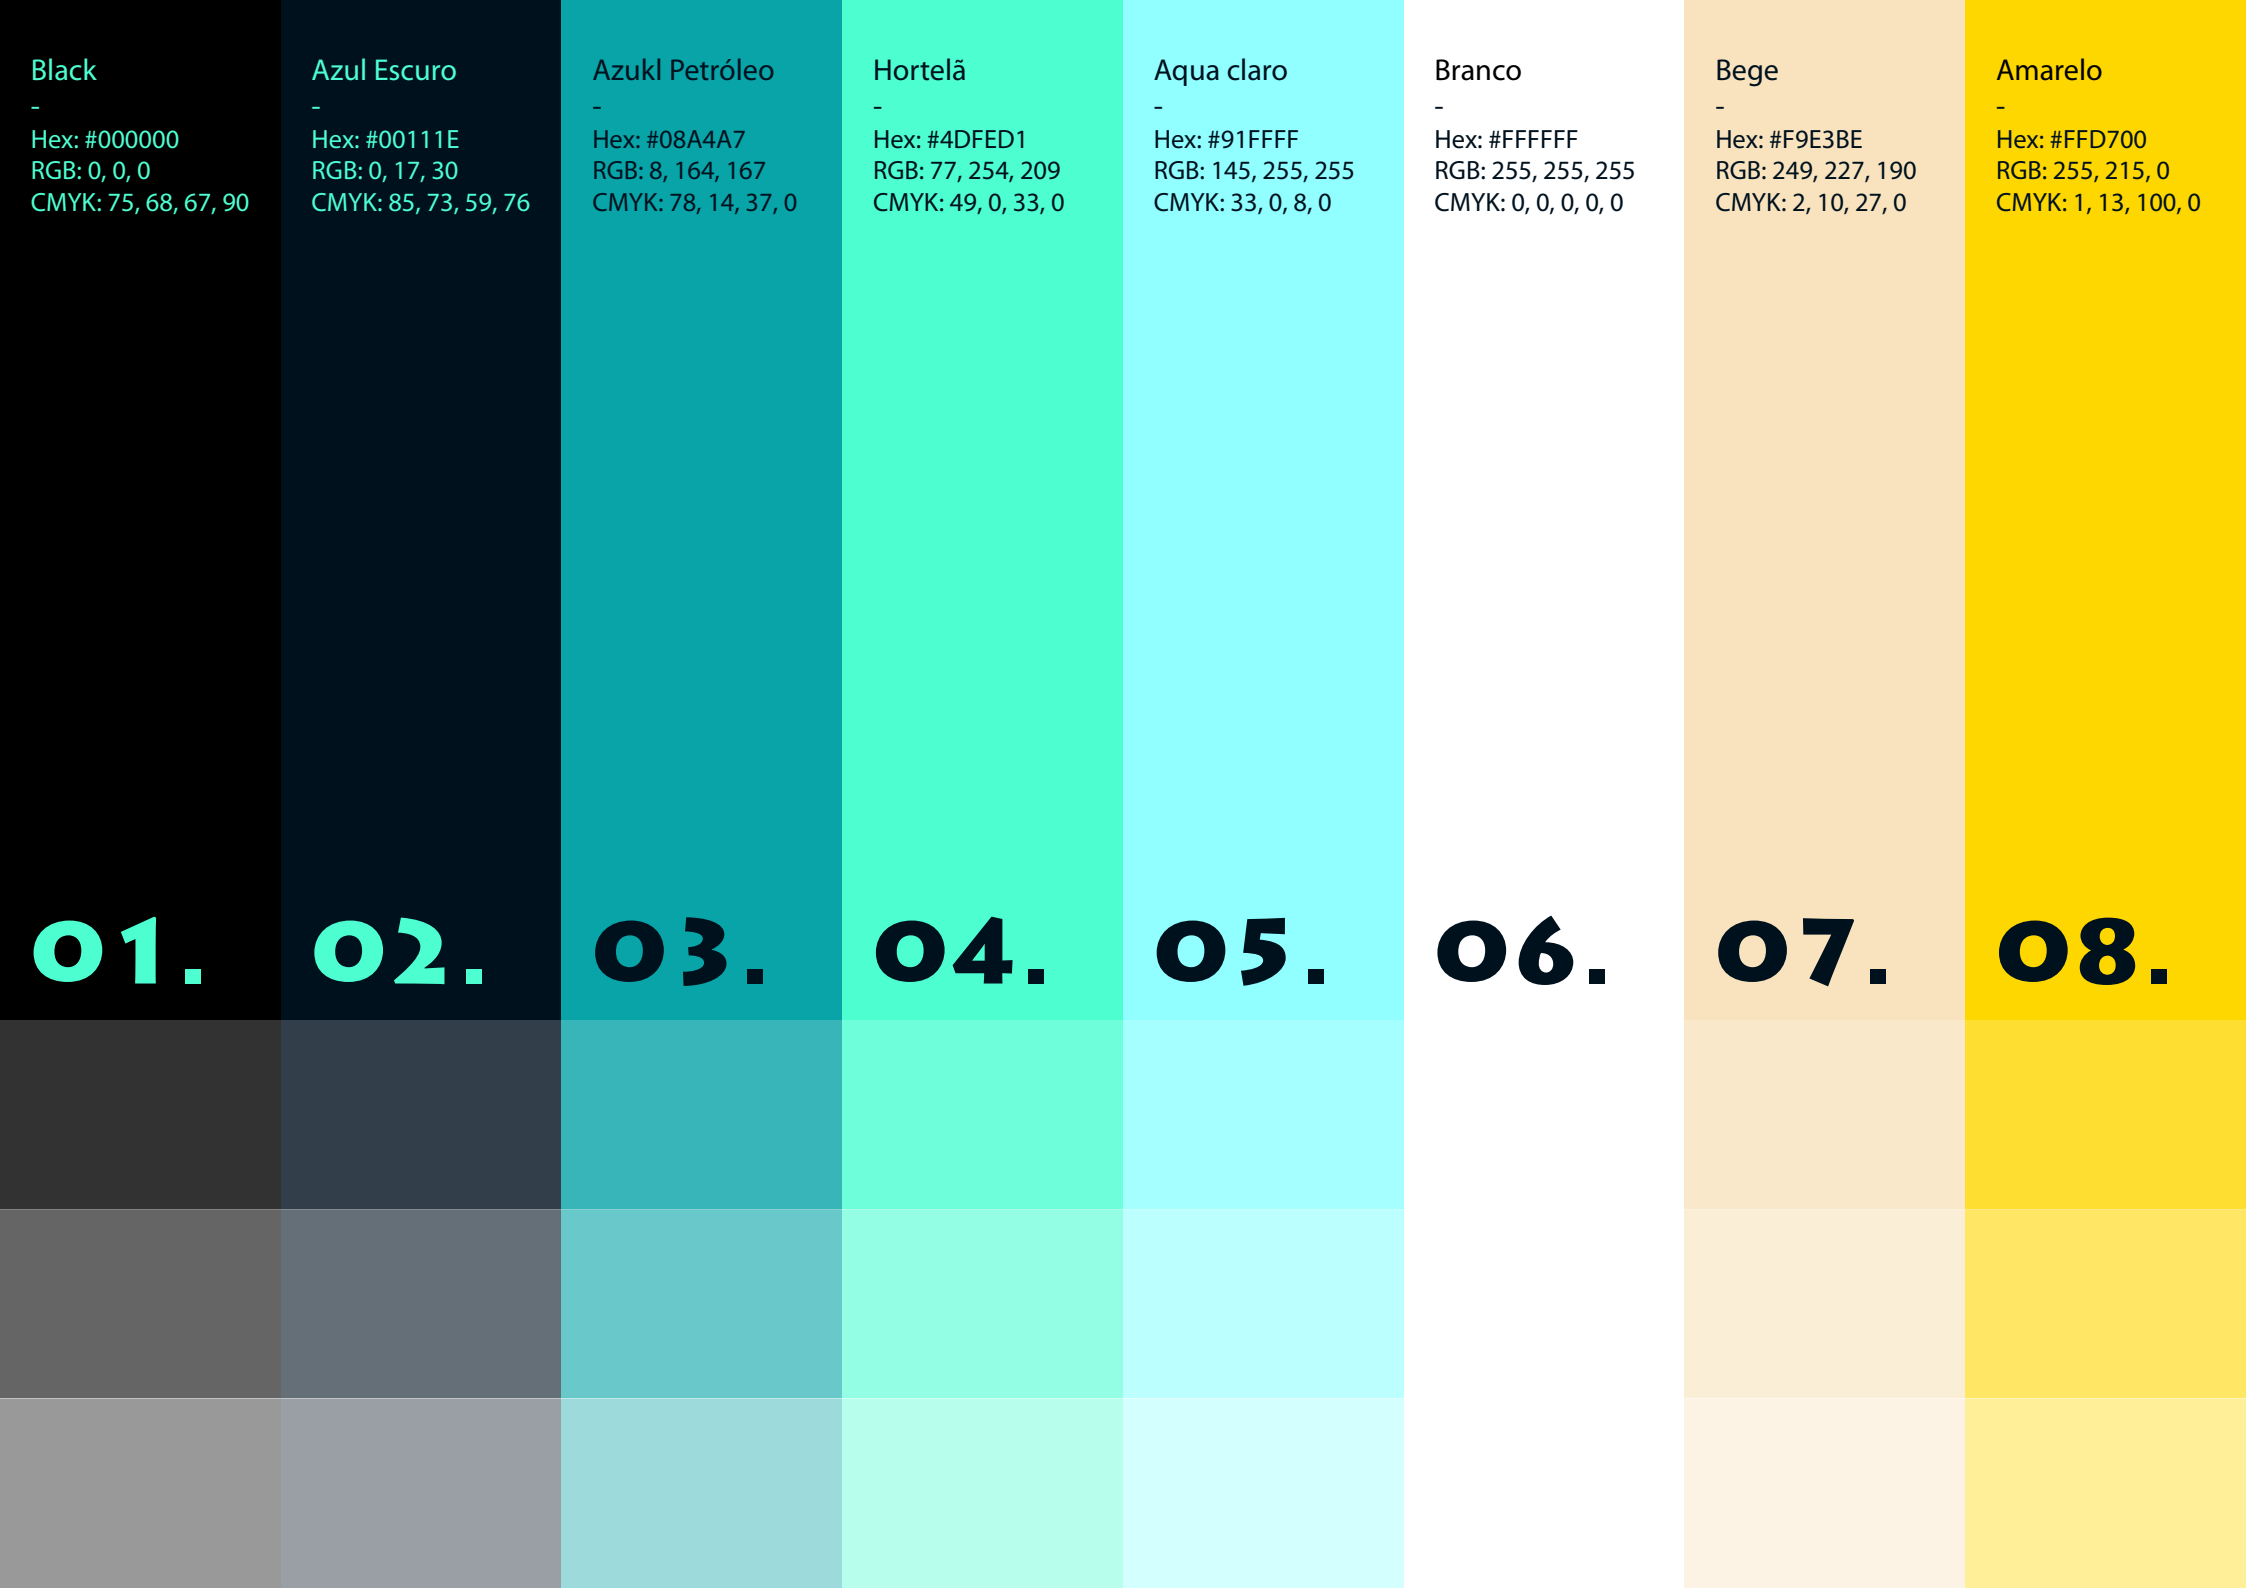 Black
-
Hex: #000000
RGB: 0, 0, 0
CMYK: 75, 68, 67, 90
01.
Azul Escuro
-
Hex: #00111E
RGB: 0, 17, 30
CMYK: 85, 73, 59, 76
02.
Azukl Petróleo
-
Hex: #08A4A7
RGB: 8, 164, 167
CMYK: 78, 14, 37, 0
03.
Hortelã
-
Hex: #4DFED1
RGB: 77, 254, 209
CMYK: 49, 0, 33, 0
04.
Aqua claro
-
Hex: #91FFFF
RGB: 145, 255, 255
CMYK: 33, 0, 8, 0
05.
Branco
-
Hex: #FFFFFF
RGB: 255, 255, 255
CMYK: 0, 0, 0, 0, 0
06.
Bege
-
Hex: #F9E3BE
RGB: 249, 227, 190
CMYK: 2, 10, 27, 0
07.
Amarelo
-
Hex: #FFD700
RGB: 255, 215, 0
CMYK: 1, 13, 100, 0
08.